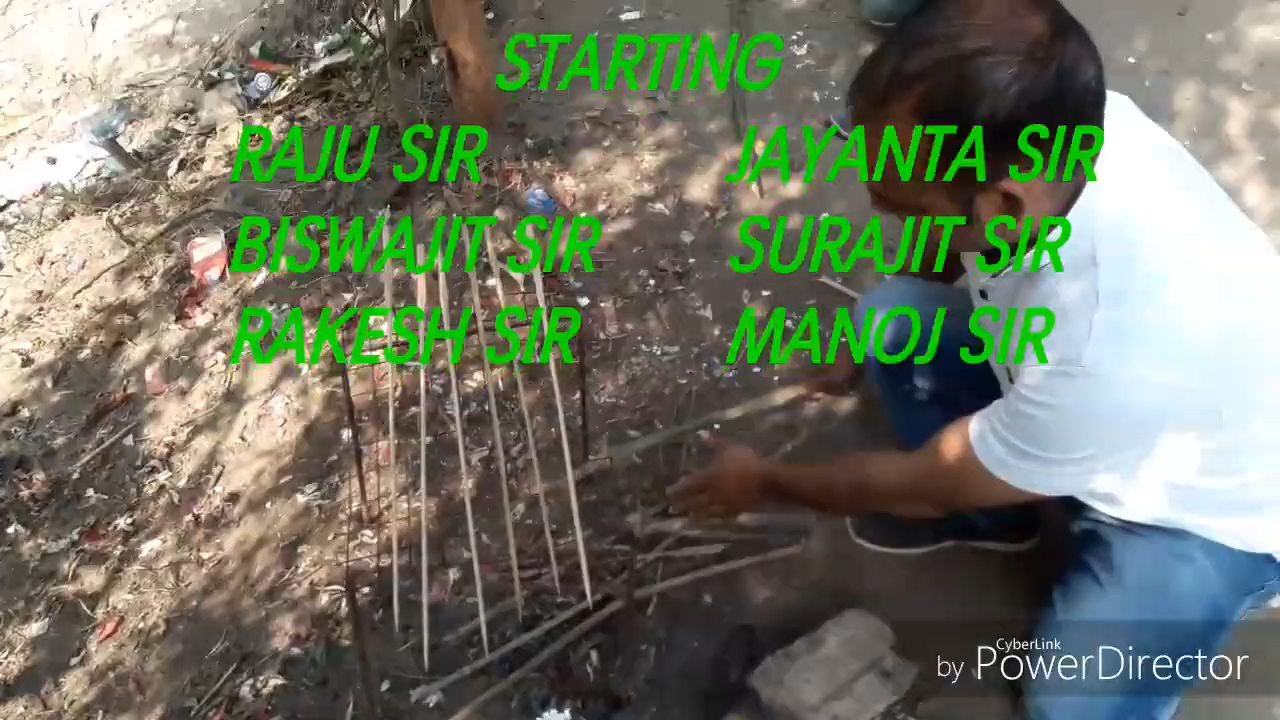 STARTING
RAJU SIR JAYANTA SIR
BISWAJIT SIR SURAJIT SIR
RAKESH SIR MANOJ SIR
CyberLink
by PowerDirector